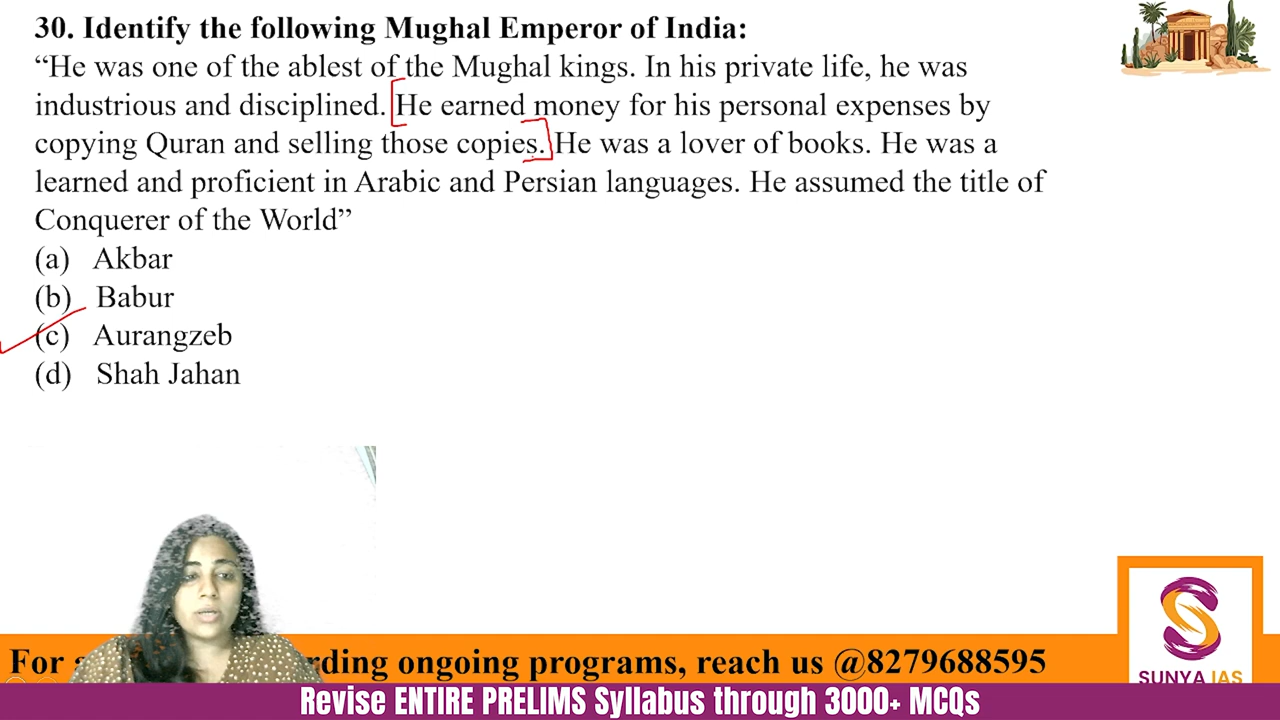 30. Identify the following Mughal Emperor of India:
“He was one of the ablest of the Mughal kings. In his private life, he was
industrious and disciplined. He earned money for his personal expenses by
copying Quran and selling those copies. He was a lover of books. He was a
learned and proficient in Arabic and Persian languages. He assumed the title of
Conquerer of the World”
(a) Akbar
(b) Babur
(c) Aurangzeb
(d) Shah Jahan
SUNYA IAS
For ongoing programs, reach us @8279688595
Revise ENTIRE PRELIMS Syllabus through 3000+ MCQs